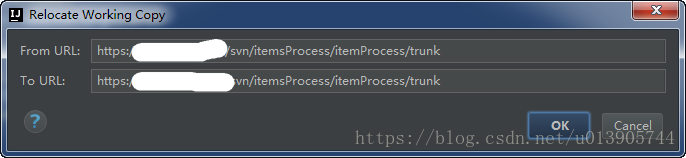 Relocate Working Copy
From URL: https:/ /svn/itemsProcess/itemProcess/trunk
To URL: https:/ svn/itemsProcess/itemProcess/trunk
? OK Cancel
https://blog.csdn.net/u013905744